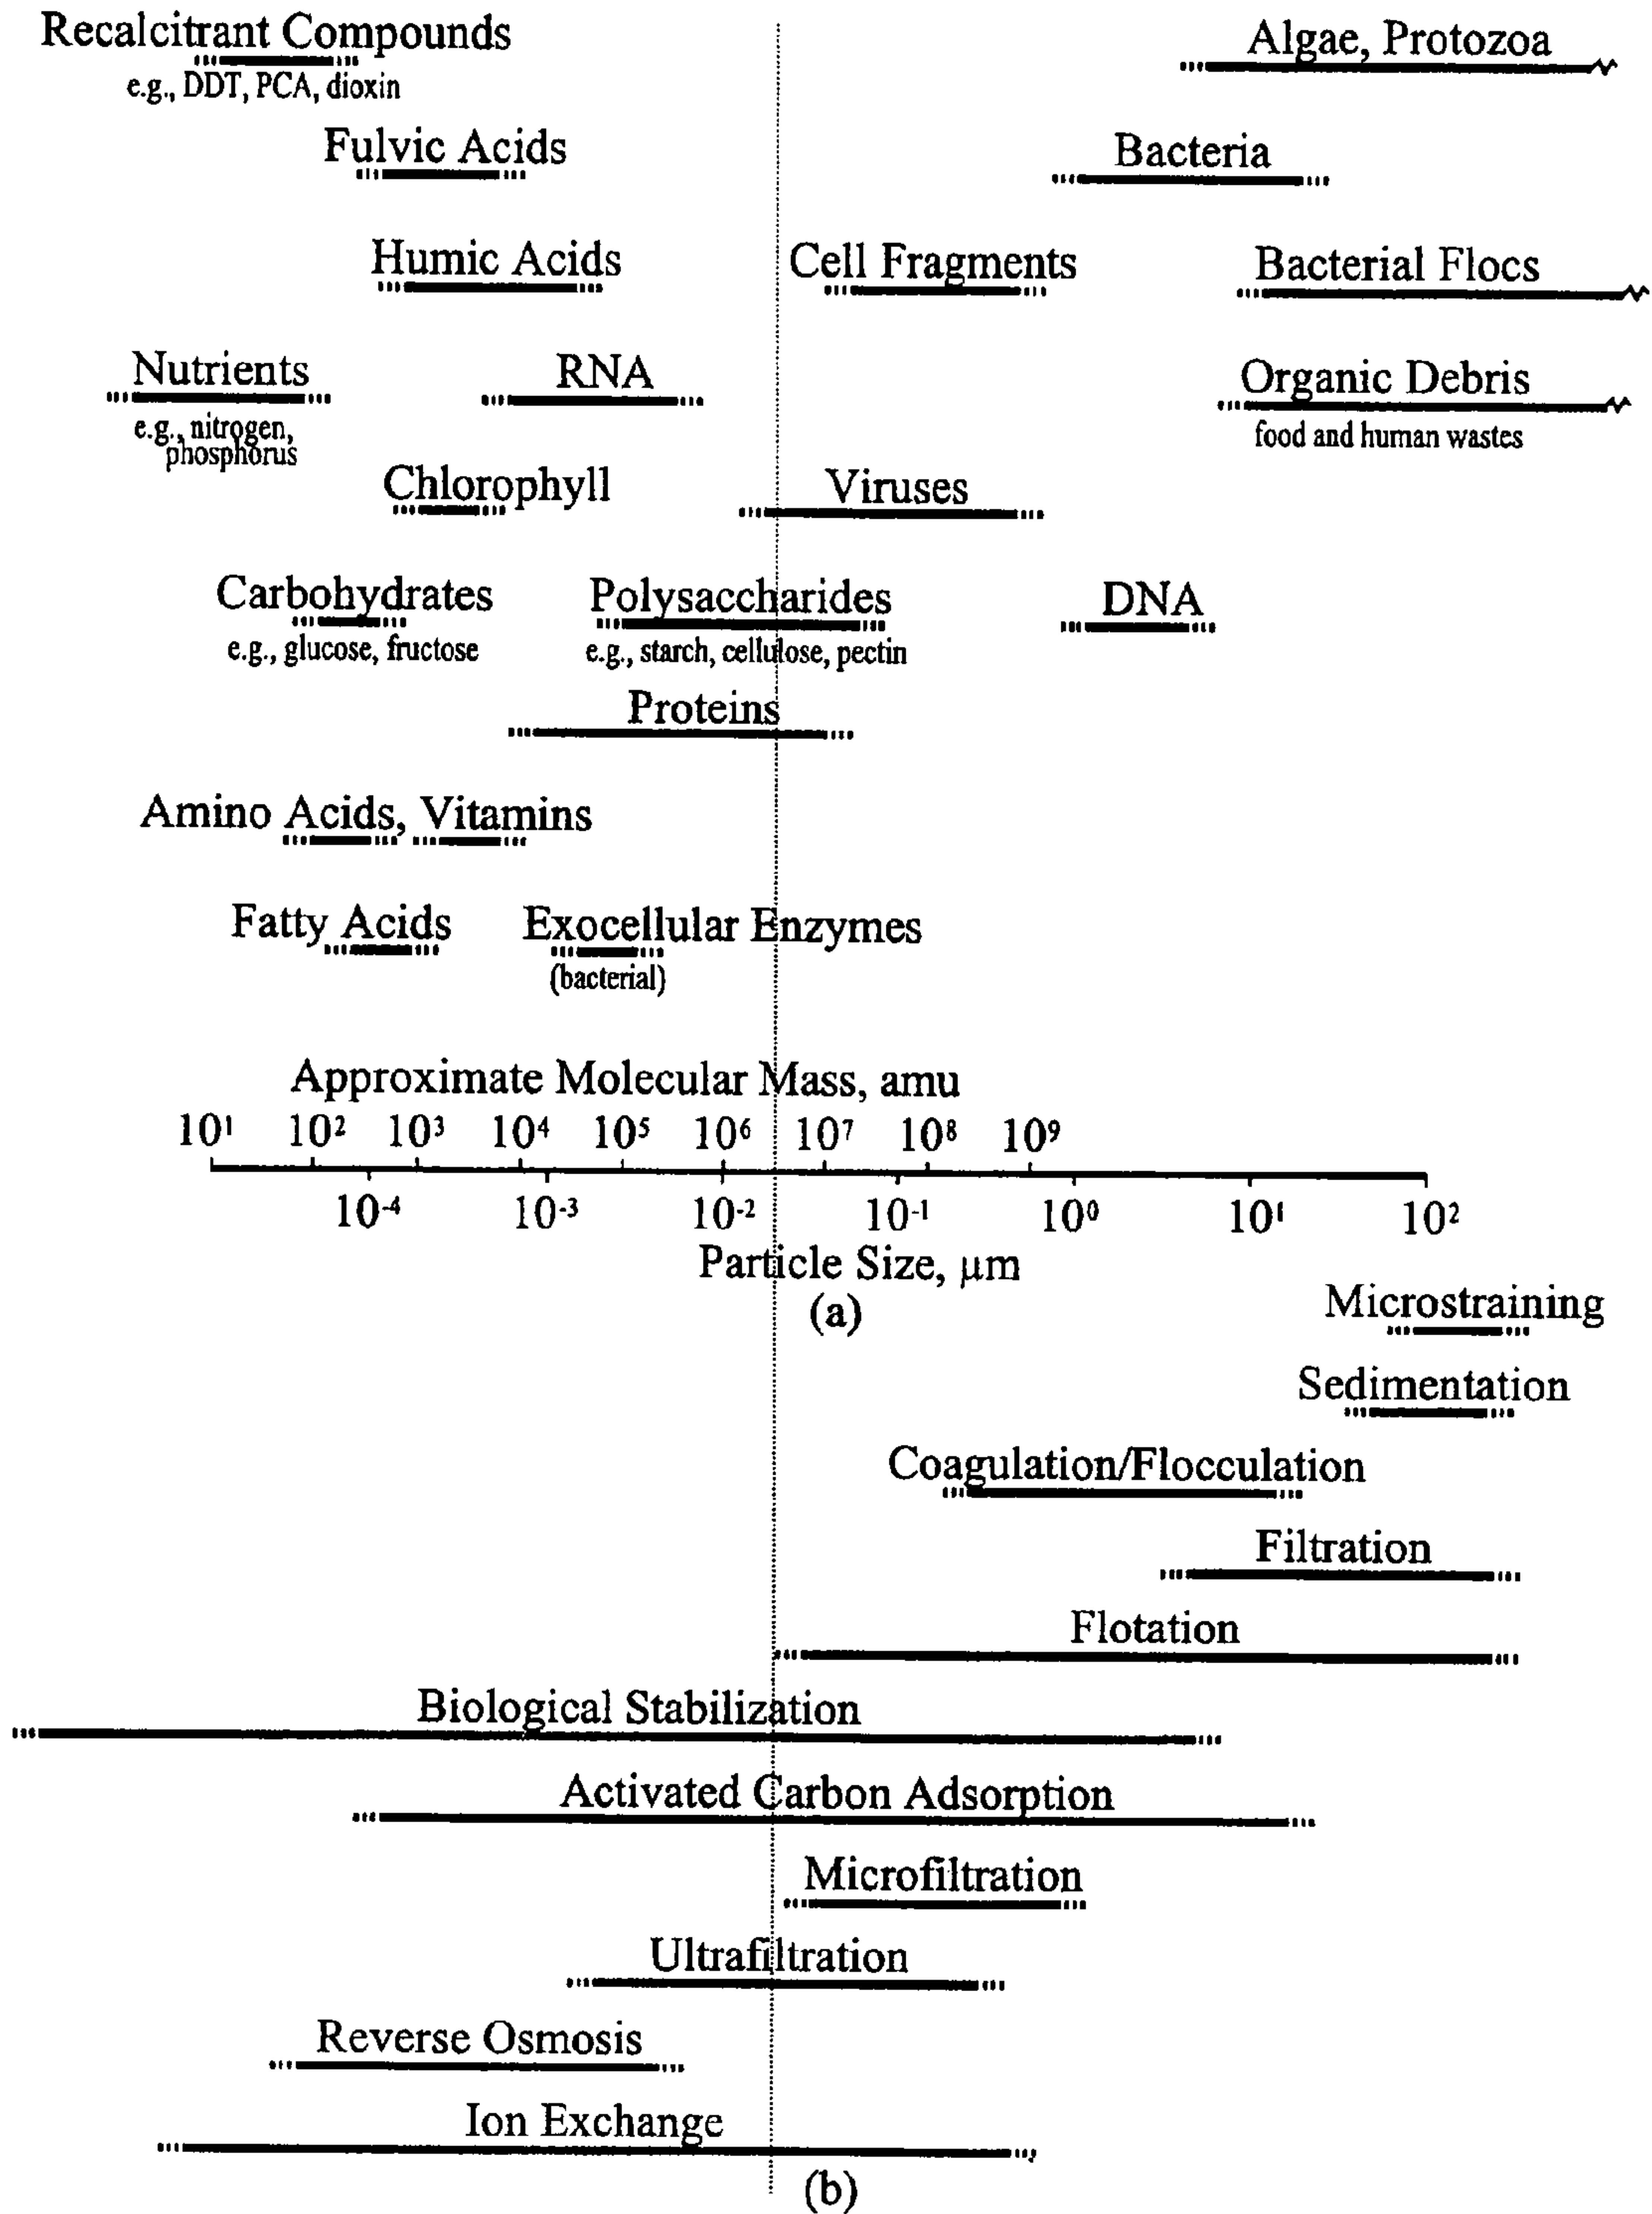 Recalcitrant Compounds
e.g., DDT, PCA, dioxin
Algae, Protozoa
Fulvic Acids
Bacteria
Humic Acids
Cell Fragments
Bacterial Flocs
Nutrients
e.g., nitrogen,
phosphorus
RNA
Organic Debris
food and human wastes
Chlorophyll
Viruses
Carbohydrates
e.g., glucose, fructose
Polysaccharides
e.g., starch, cellulose, pectin
DNA
Proteins
Amino Acids, Vitamins
Fatty Acids
Exocellular Enzymes
(bacterial)
Approximate Molecular Mass, amu
10¹ 10² 10³ 10⁴ 10⁵ 10⁶ 10⁷ 10⁸ 10⁹
10⁻⁴ 10⁻³ 10⁻² 10⁻¹ 10⁰ 10¹ 10²
Particle Size, µm
(a)
Microstraining
Sedimentation
Coagulation/Flocculation
Filtration
Flotation
Biological Stabilization
Activated Carbon Adsorption
Microfiltration
Ultrafiltration
Reverse Osmosis
Ion Exchange
(b)